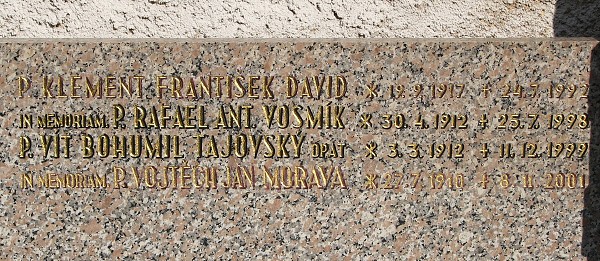 P. KLEMENT FRANTIŠEK DAVID ✶ 19.9.1917 + 24.7.1992
IN MEMORIAM P. RAFAEL ANT. VOSMÍK ✶ 30.4.1912 + 25.7.1998
P. VÍT BOHUMIL TAJOVSKÝ OPAT ✶ 3.3.1912 + 11.12.1999
IN MEMORIAM P. VOJTĚCH JAN MORAVA ✶ 27.7.1910 + 8.11.2001